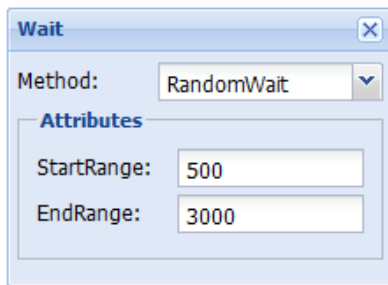 Wait
Method: RandomWait
Attributes
StartRange: 500
EndRange: 3000